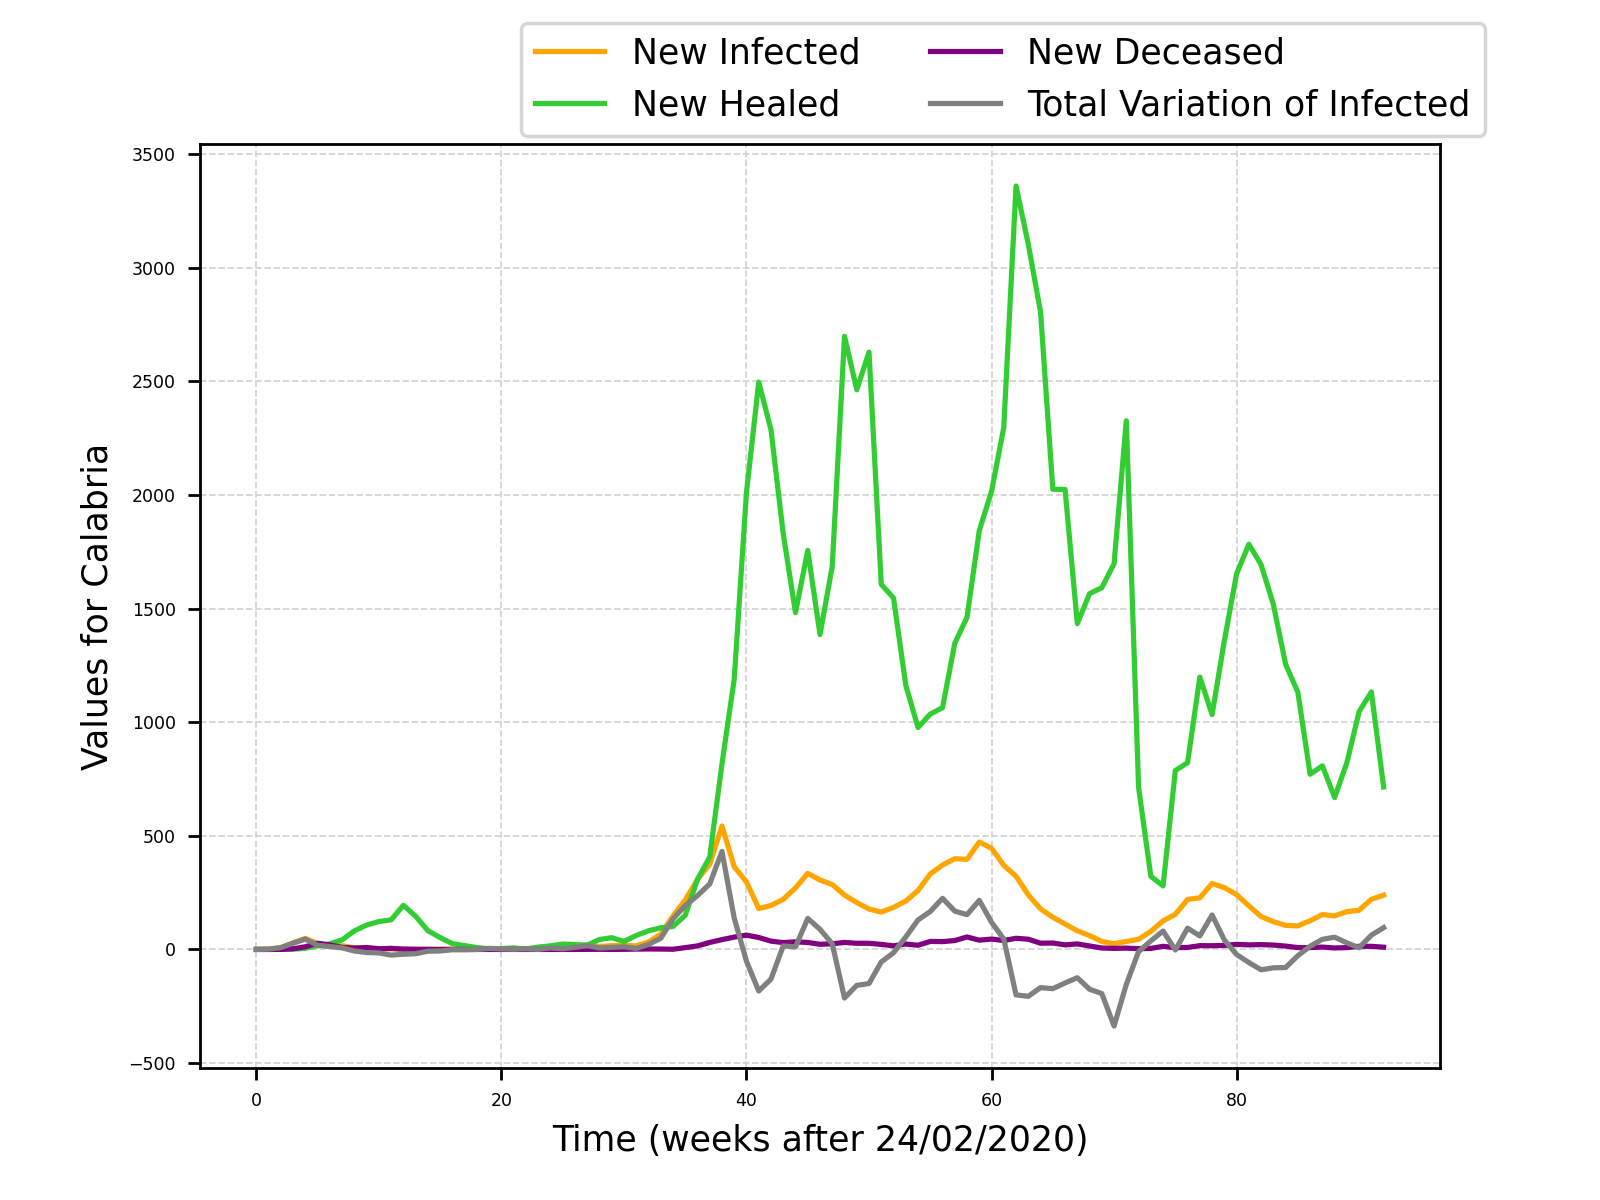 New Infected
New Healed
New Deceased
Total Variation of Infected
3500
3000
2500
2000
1500
1000
500
0
−500
Values for Calabria
0 20 40 60 80
Time (weeks after 24/02/2020)